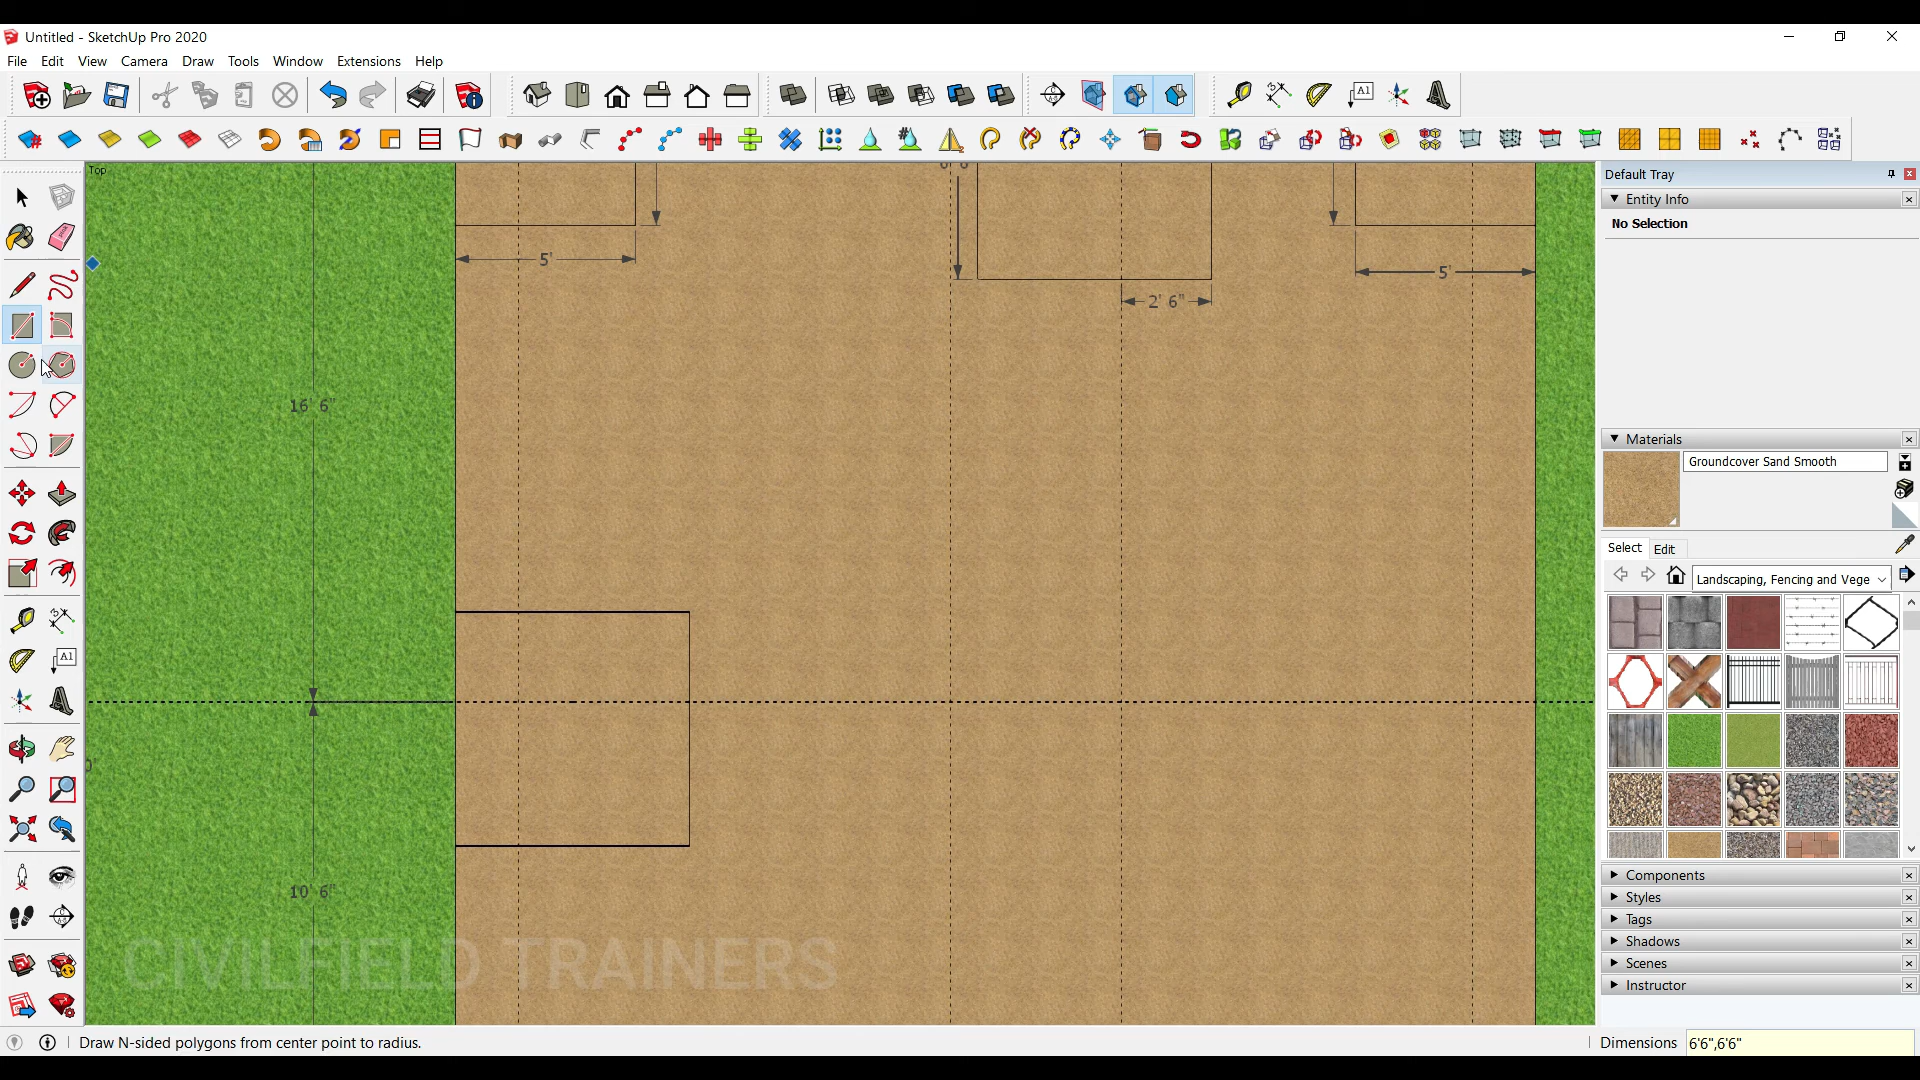 Untitled - SketchUp Pro 2020
File Edit View Camera Draw Tools Window Extensions Help
Top
Default Tray
Entity Info
No Selection
5'
5'
2' 6"
16' 6"
10' 6"
Materials
Groundcover Sand Smooth
Select Edit
Landscaping, Fencing and Vege
Components
Styles
Tags
Shadows
Scenes
Instructor
CIVILFIELD TRAINERS
Draw N-sided polygons from center point to radius.
Dimensions 6'6",6'6"